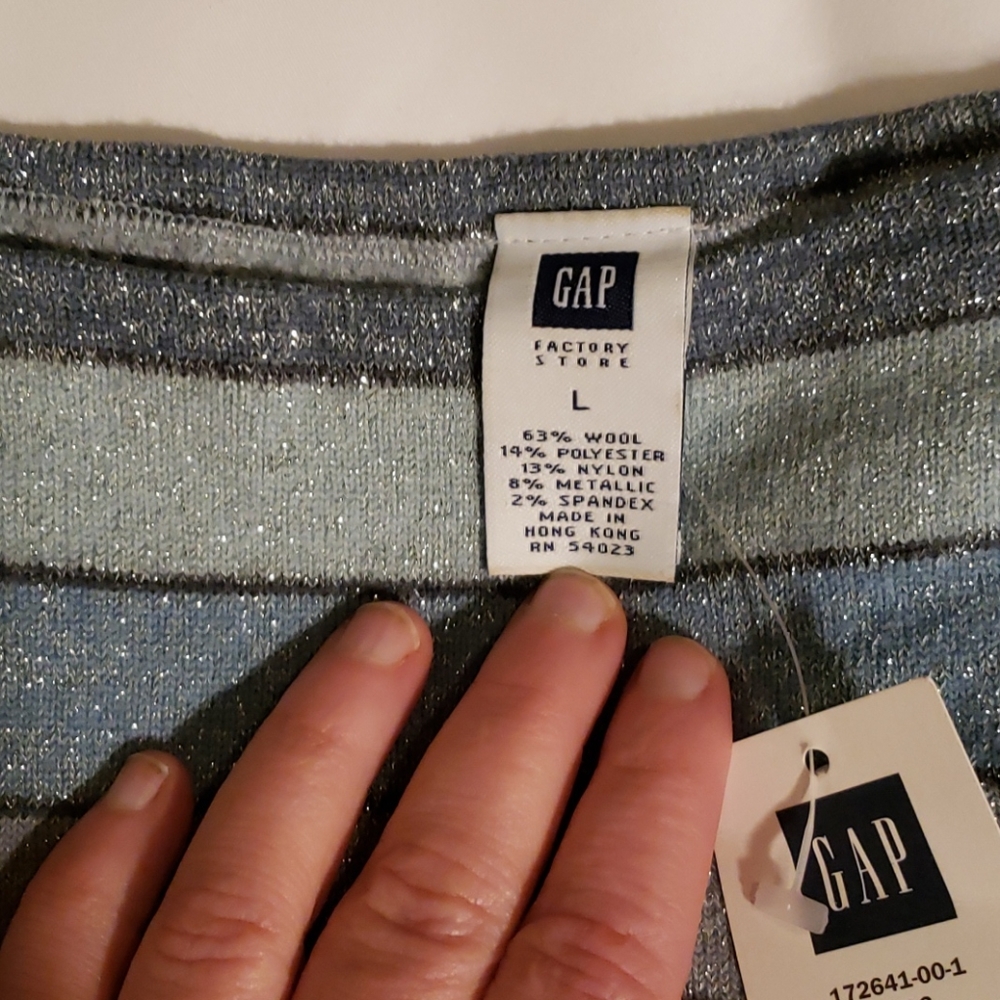 GAP
FACTORY
STORE
L
63% WOOL
14% POLYESTER
13% NYLON
8% METALLIC
2% SPANDEX
MADE IN
HONG KONG
RN 54023
GAP
172641-00-1